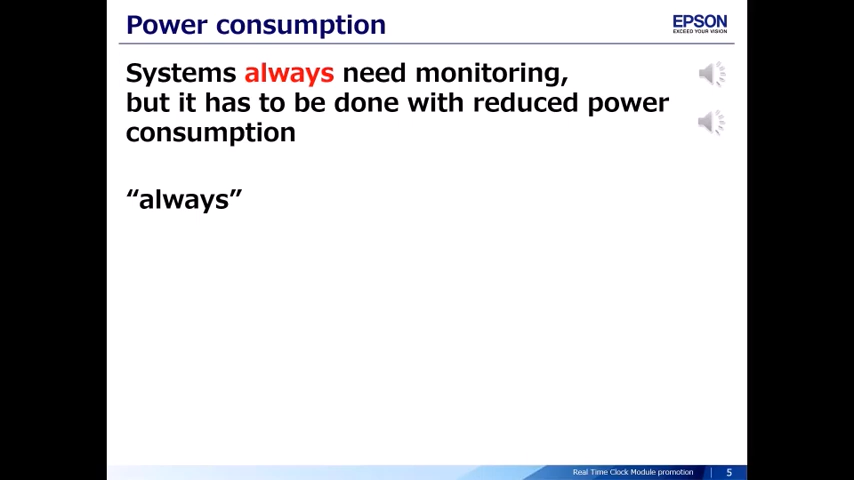 Power consumption
EPSON
EXCEED YOUR VISION
Systems always need monitoring,
but it has to be done with reduced power
consumption
“always”
Real Time Clock Module promotion
5